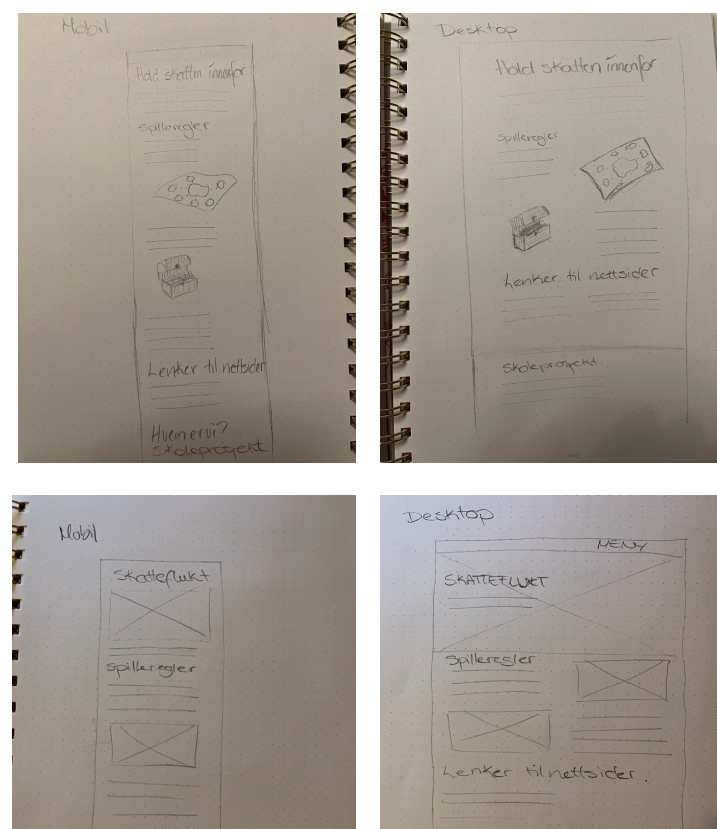 Mobil
Hold skatten innenfor
Spilleregler
Lenker til nettsider
Hvem er vi?
Skoleprosjekt
Desktop
Hold skatten innenfor
Spilleregler
Lenker til nettsider
Skoleprosjekt
Mobil
Skatteflukt
Spilleregler
Desktop
MENY
SKATTEFLUKT
Spilleregler
Lenker til nettsider.